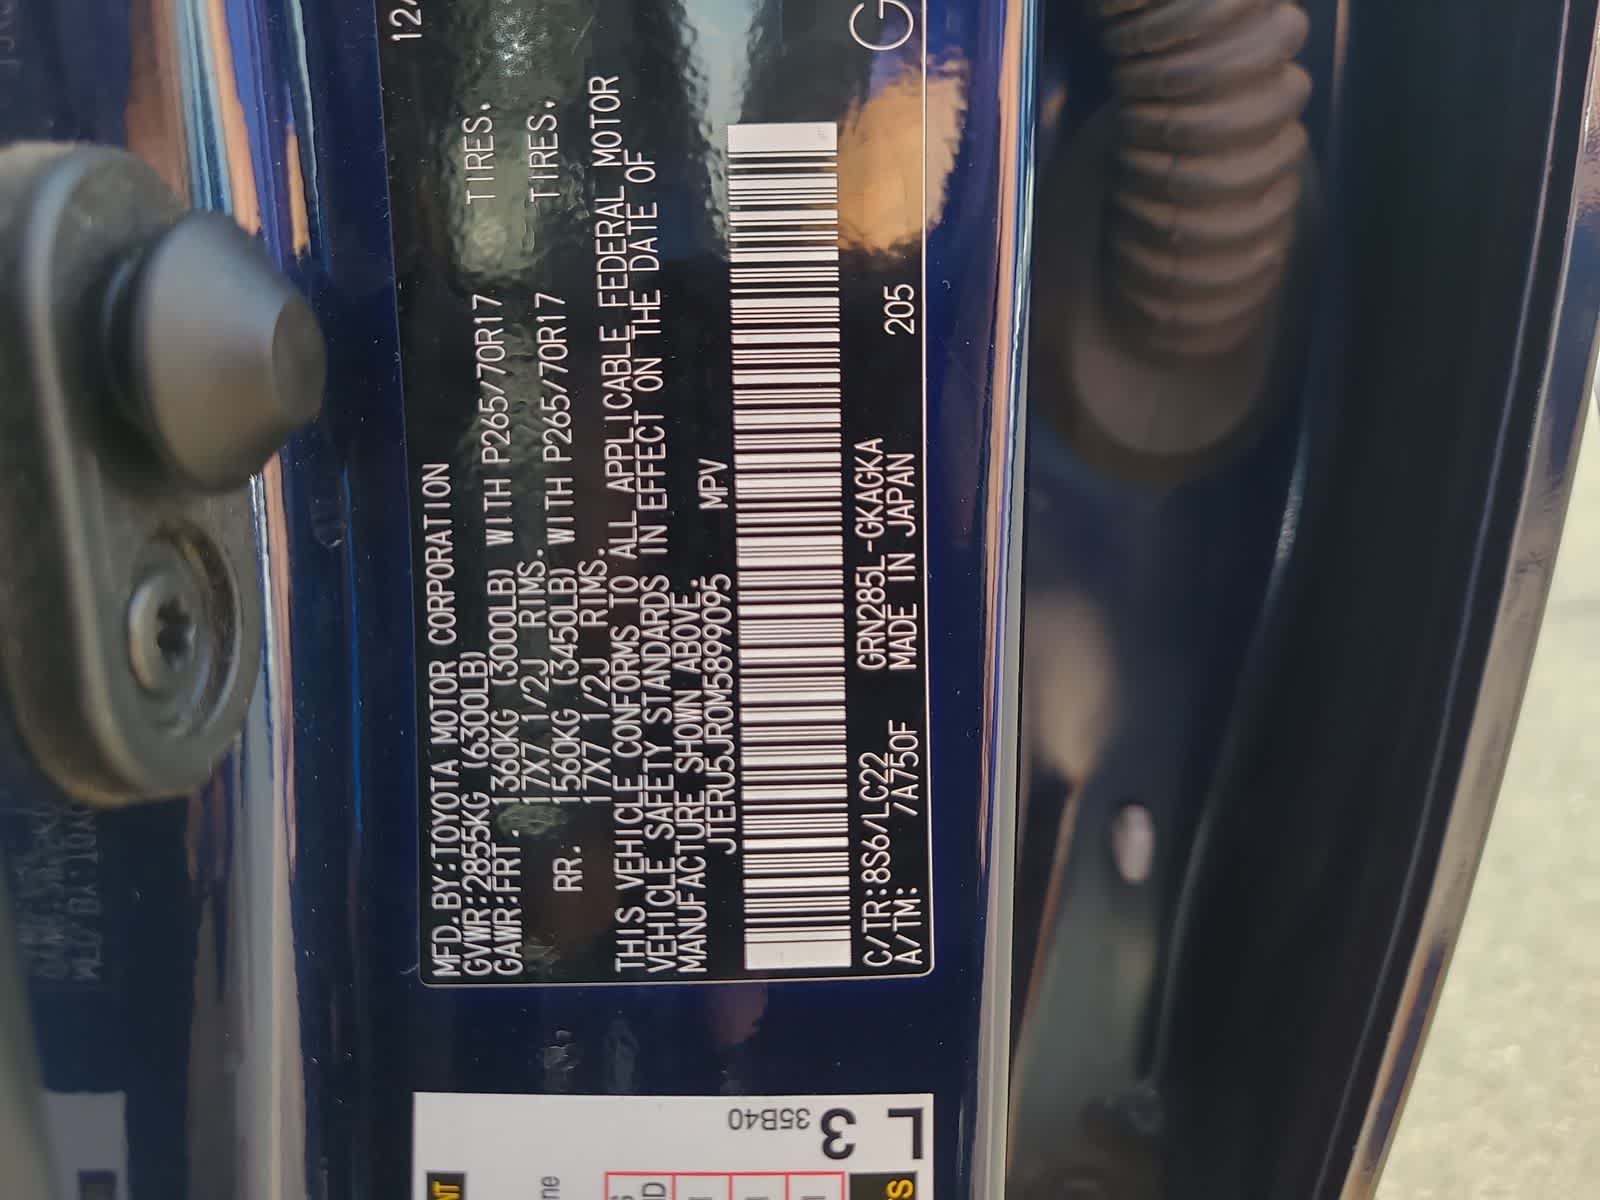 12/
MFD.BY:TOYOTA MOTOR CORPORATION
GVWR:2855KG (6300LB)
GAWR:FRT. 1360KG (3000LB) WITH P265/70R17 TIRES.
17X7 1/2J RIMS.
RR. 1560KG (3450LB) WITH P265/70R17 TIRES.
17X7 1/2J RIMS.
THIS VEHICLE CONFORMS TO ALL APPLICABLE FEDERAL MOTOR
VEHICLE SAFETY STANDARDS IN EFFECT ON THE DATE OF
MANUFACTURE SHOWN ABOVE.
JTERU5JR0M5899095 MPV
C/TR:8S6/LC22 GRN285L-GKAGKA
A/TM: /A750F MADE IN JAPAN 205
G
L
3
35B40